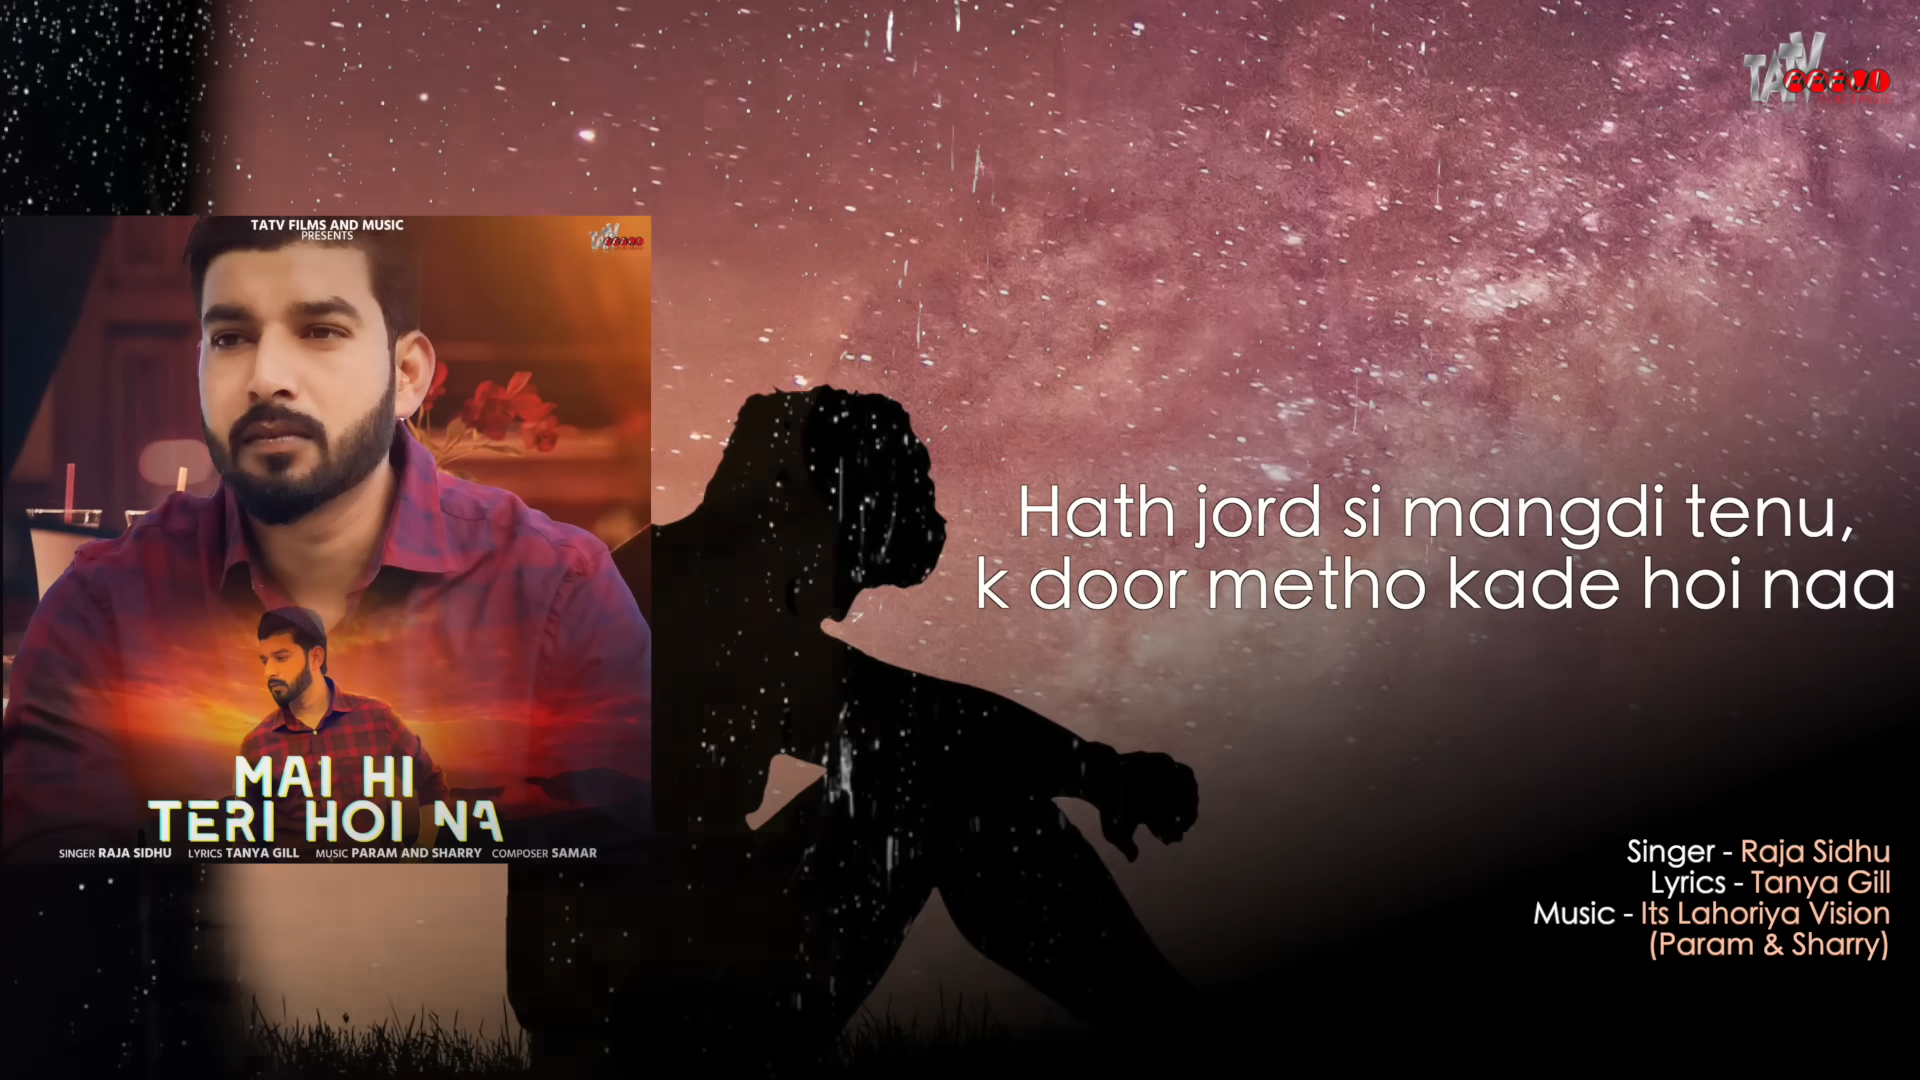 TATV FILMS AND MUSIC
PRESENTS
MAI HI
TERI HOI NA
SINGER RAJA SIDHU LYRICS TANYA GILL MUSIC PARAM AND SHARRY COMPOSER SAMAR
TATV
Hath jord si mangdi tenu,
k door metho kade hoi naa
Singer - Raja Sidhu
Lyrics - Tanya Gill
Music - Its Lahoriya Vision
(Param & Sharry)